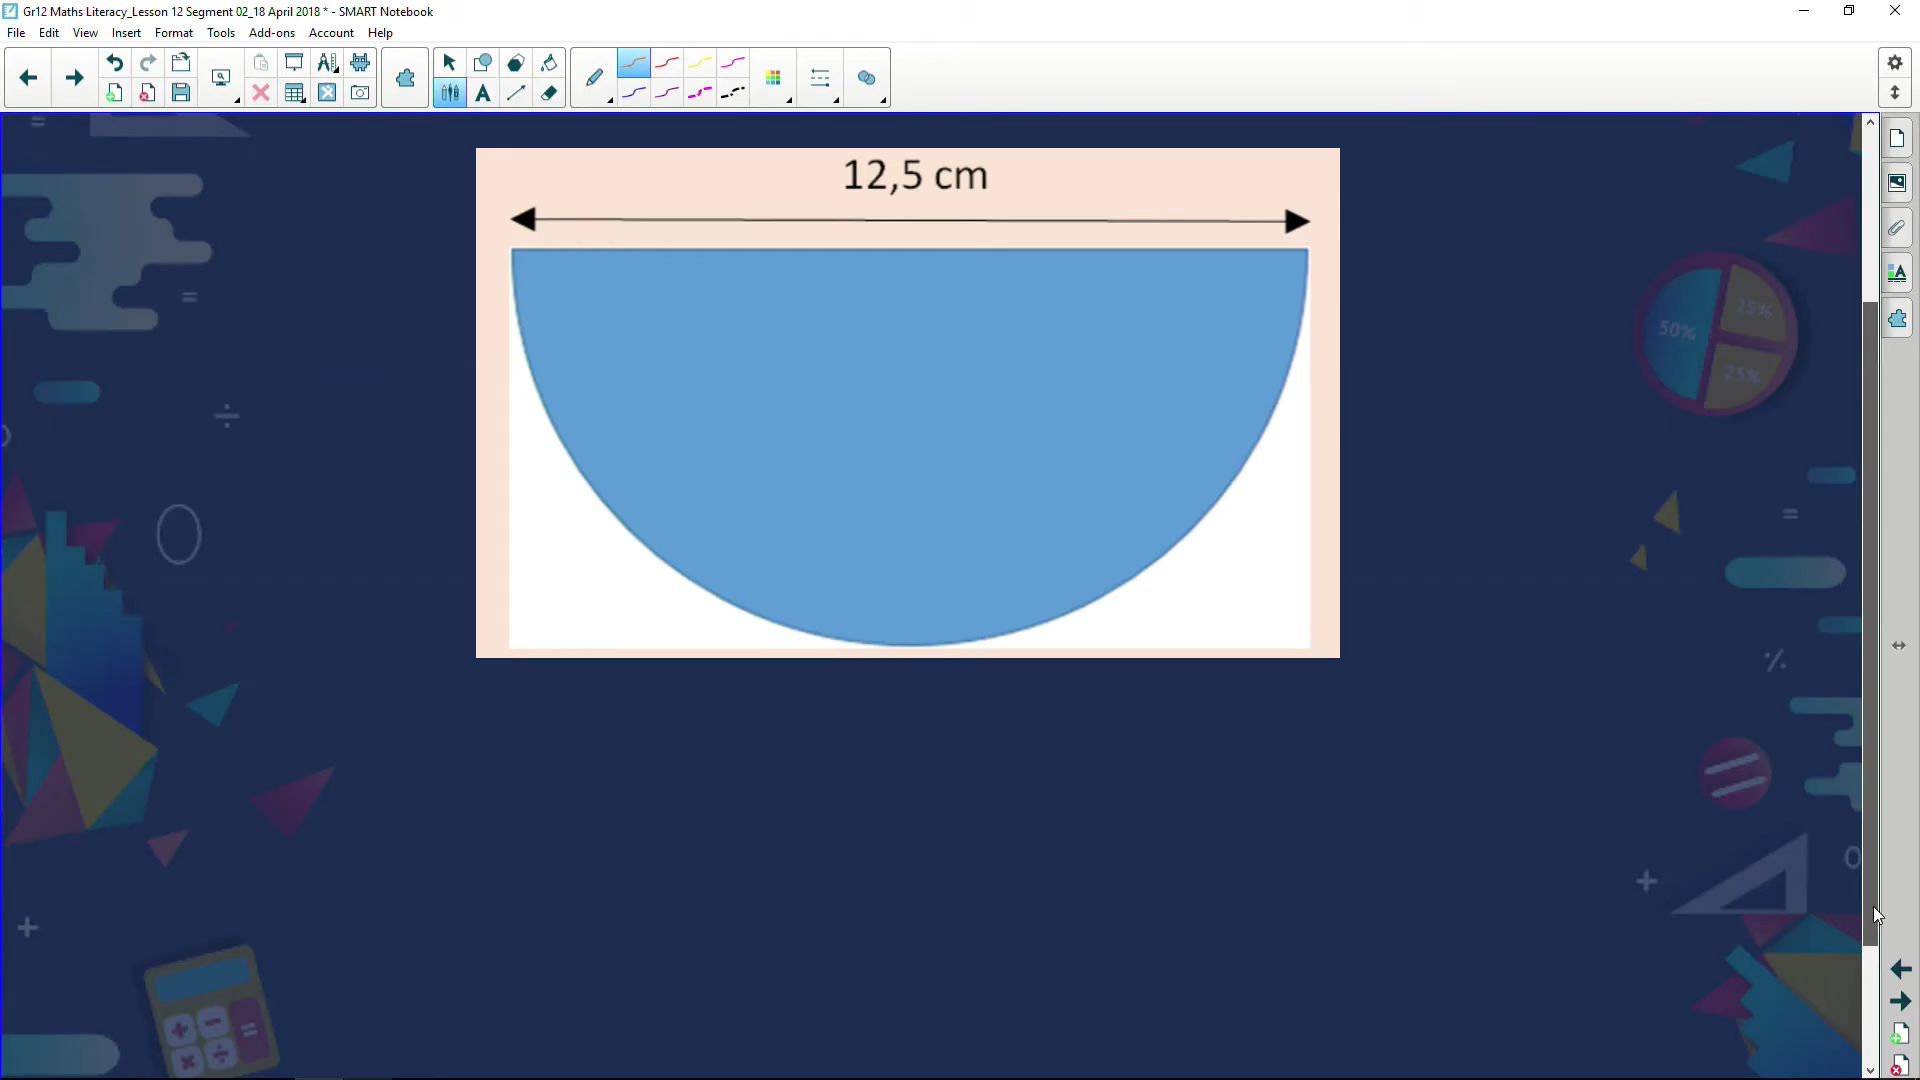 Gr12 Maths Literacy_Lesson 12 Segment 02_18 April 2018 * - SMART Notebook
File Edit View Insert Format Tools Add-ons Account Help
12,5 cm
50%
25%
25%